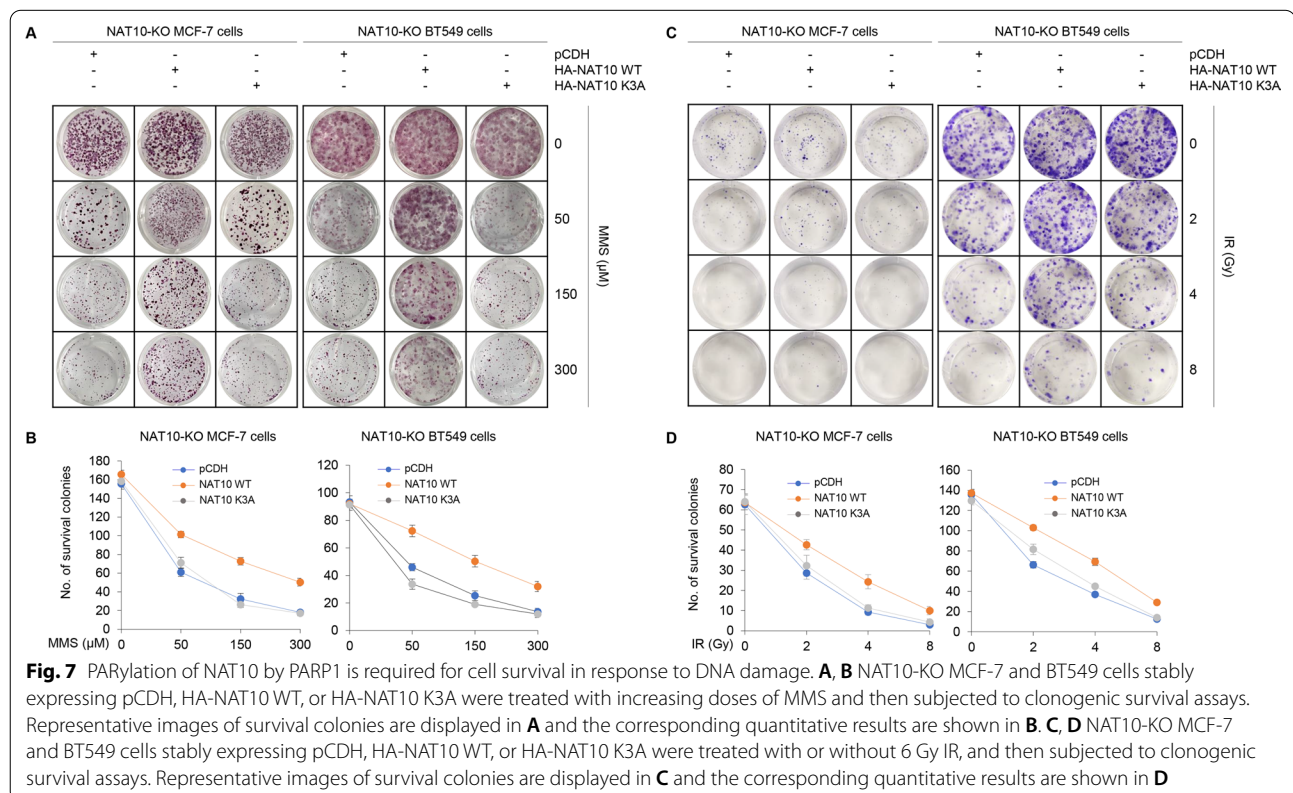 A
NAT10-KO MCF-7 cells
NAT10-KO BT549 cells
+ - - + - - pCDH
- + - - + - HA-NAT10 WT
- - + - - + HA-NAT10 K3A
0
50
150
300
MMS (µM)
B
NAT10-KO MCF-7 cells
No. of survival colonies
180
160
140
120
100
80
60
40
20
0
pCDH
NAT10 WT
NAT10 K3A
MMS (µM) 0 50 150 300
NAT10-KO BT549 cells
120
100
80
60
40
20
0
pCDH
NAT10 WT
NAT10 K3A
0 50 150 300
C
NAT10-KO MCF-7 cells
NAT10-KO BT549 cells
+ - - + - - pCDH
- + - - + - HA-NAT10 WT
- - + - - + HA-NAT10 K3A
0
2
4
8
IR (Gy)
D
NAT10-KO MCF-7 cells
No. of survival colonies
80
70
60
50
40
30
20
10
0
pCDH
NAT10 WT
NAT10 K3A
IR (Gy) 0 2 4 8
NAT10-KO BT549 cells
160
140
120
100
80
60
40
20
0
pCDH
NAT10 WT
NAT10 K3A
0 2 4 8
Fig. 7 PARylation of NAT10 by PARP1 is required for cell survival in response to DNA damage. A, B NAT10-KO MCF-7 and BT549 cells stably
expressing pCDH, HA-NAT10 WT, or HA-NAT10 K3A were treated with increasing doses of MMS and then subjected to clonogenic survival assays.
Representative images of survival colonies are displayed in A and the corresponding quantitative results are shown in B. C, D NAT10-KO MCF-7
and BT549 cells stably expressing pCDH, HA-NAT10 WT, or HA-NAT10 K3A were treated with or without 6 Gy IR, and then subjected to clonogenic
survival assays. Representative images of survival colonies are displayed in C and the corresponding quantitative results are shown in D